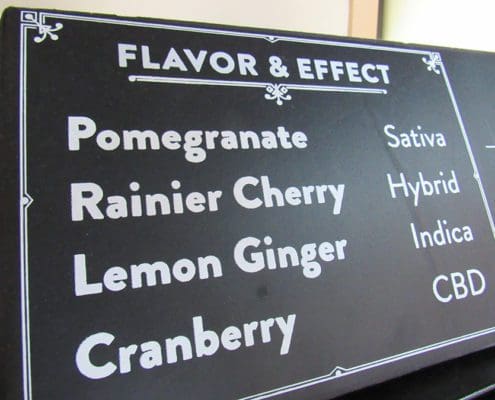 FLAVOR & EFFECT
Pomegranate Sativa
Rainier Cherry Hybrid
Lemon Ginger Indica
Cranberry CBD